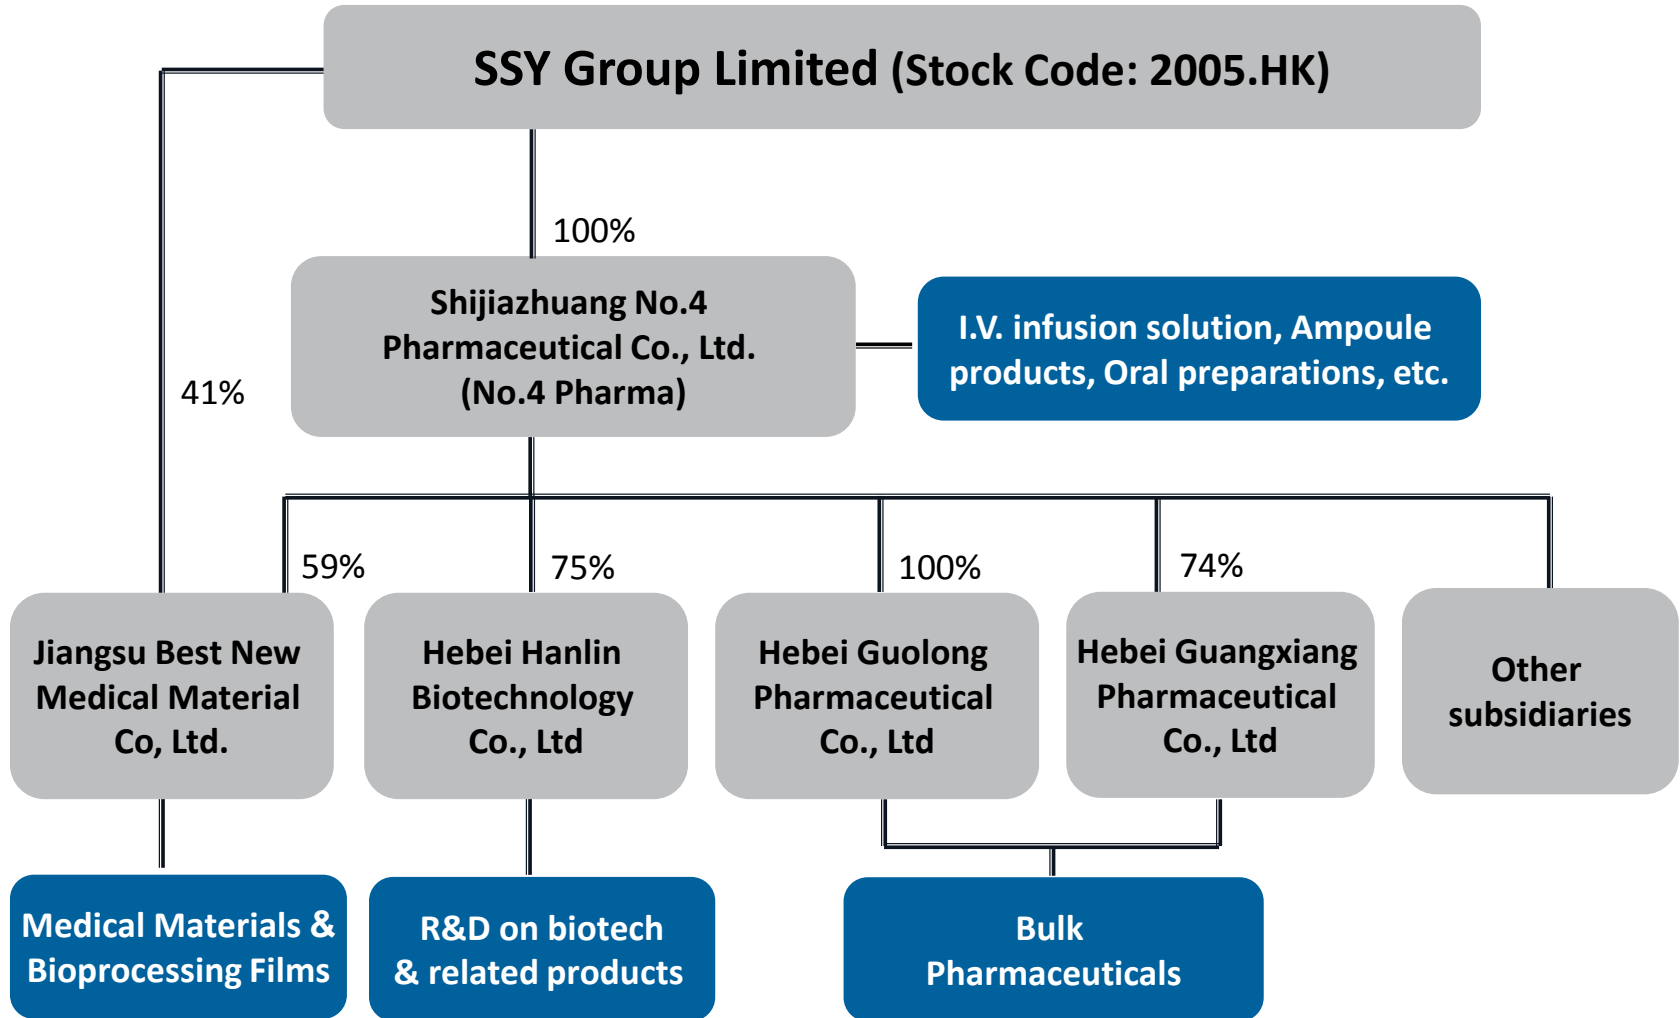 SSY Group Limited (Stock Code: 2005.HK)
100%
41%
Shijiazhuang No.4
Pharmaceutical Co., Ltd.
(No.4 Pharma)
I.V. infusion solution, Ampoule
products, Oral preparations, etc.
59%
75%
100%
74%
Jiangsu Best New
Medical Material
Co, Ltd.
Hebei Hanlin
Biotechnology
Co., Ltd
Hebei Guolong
Pharmaceutical
Co., Ltd
Hebei Guangxiang
Pharmaceutical
Co., Ltd
Other
subsidiaries
Medical Materials &
Bioprocessing Films
R&D on biotech
& related products
Bulk
Pharmaceuticals